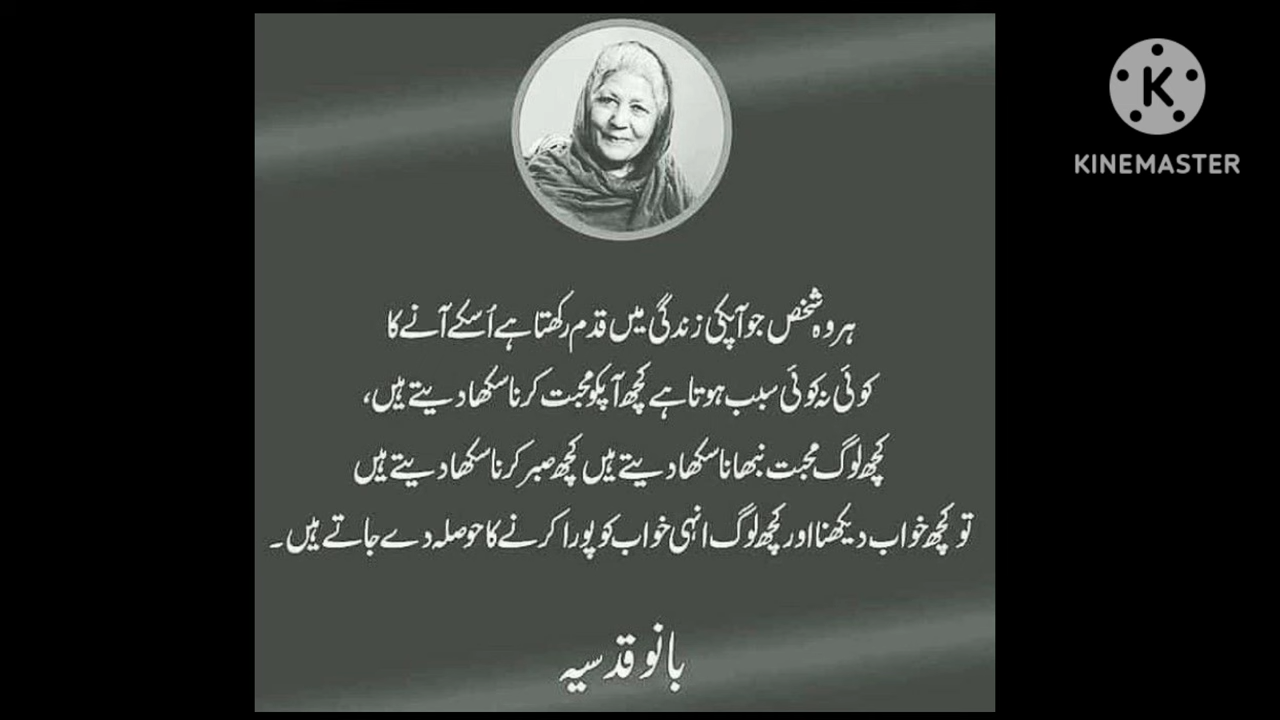 KINEMASTER
ہر وہ شخص جو آپکی زندگی میں قدم رکھتا ہے اُسکے آنے کا
کوئی نہ کوئی سبب ہوتا ہے کچھ آپکو محبت کرنا سکھا دیتے ہیں،
کچھ لوگ محبت نبھانا سکھا دیتے ہیں کچھ صبر کرنا سکھا دیتے ہیں
تو کچھ خواب دیکھنا اور کچھ لوگ انہی خواب کو پورا کرنے کا حوصلہ دے جاتے ہیں۔
بانو قدسیہ